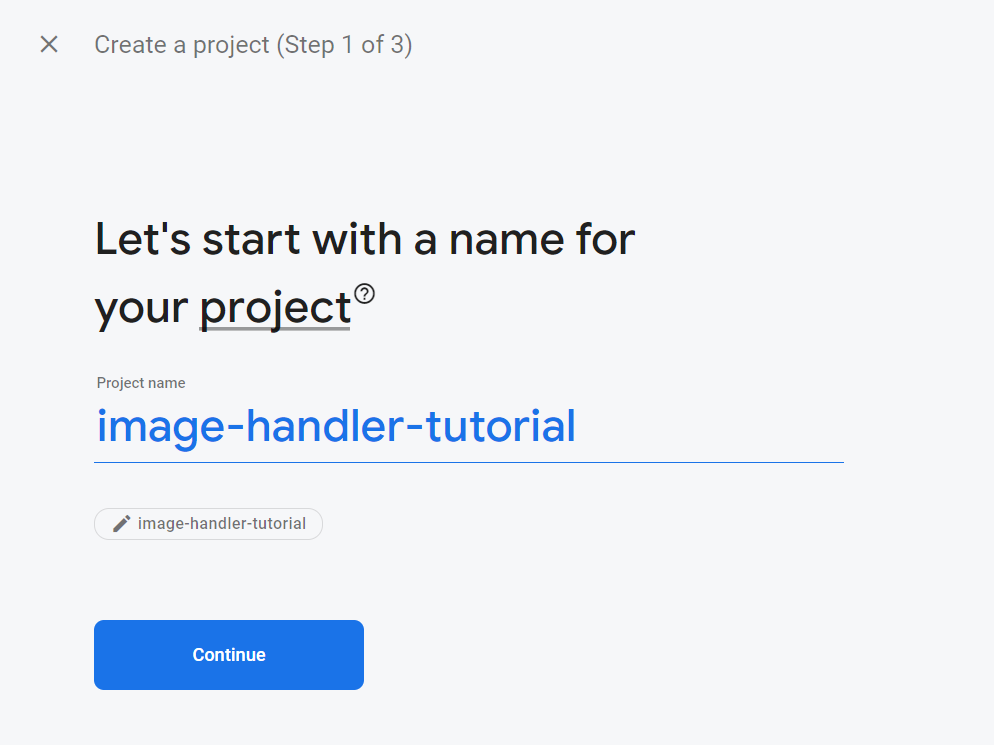 Create a project (Step 1 of 3)
Let's start with a name for
your project
Project name
image-handler-tutorial
image-handler-tutorial
Continue